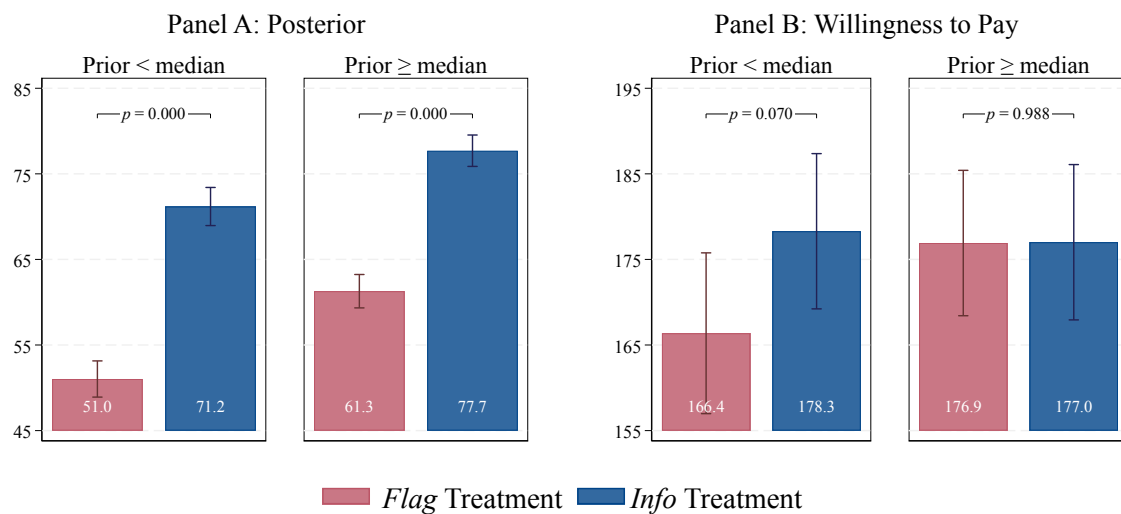 Panel A: Posterior
Panel B: Willingness to Pay
Prior < median
Prior ≥ median
Prior < median
Prior ≥ median
85
75
65
55
45
p = 0.000
p = 0.000
51.0
71.2
61.3
77.7
195
185
175
165
155
p = 0.070
p = 0.988
166.4
178.3
176.9
177.0
Flag Treatment
Info Treatment